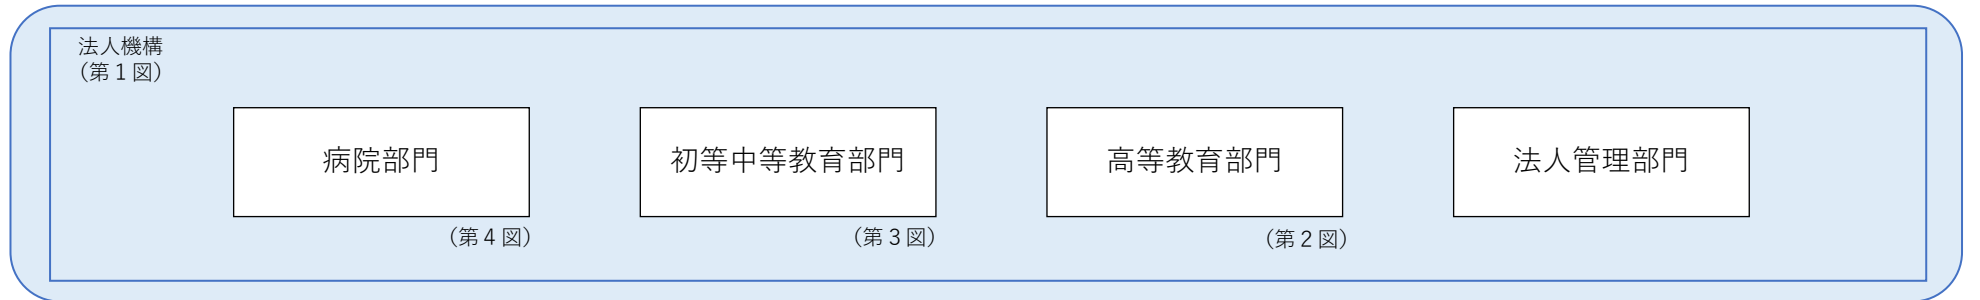 法人機構
（第１図）
病院部門
初等中等教育部門
高等教育部門
法人管理部門
（第４図）
（第３図）
（第２図）